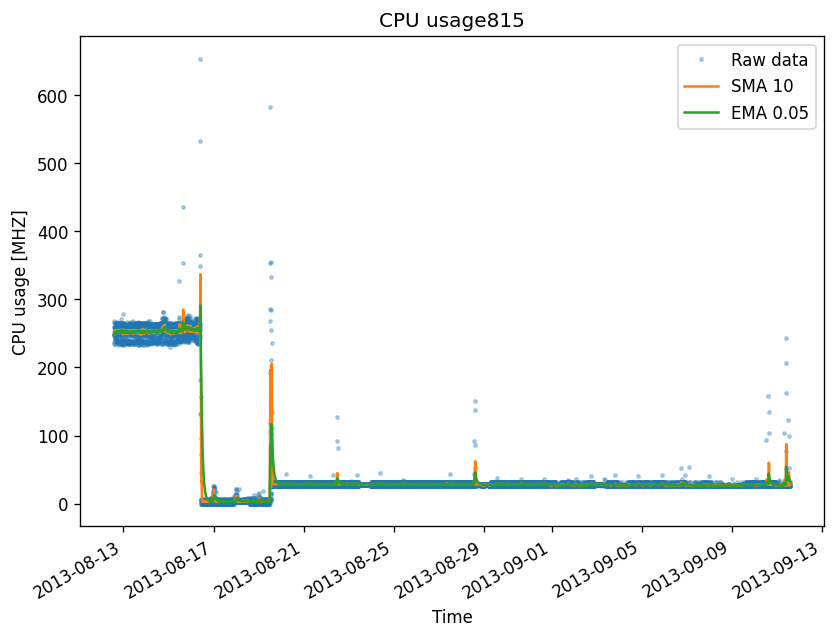 CPU usage815
Raw data
SMA 10
EMA 0.05
CPU usage [MHZ]
600
500
400
300
200
100
0
2013-08-13
2013-08-17
2013-08-21
2013-08-25
2013-08-29
2013-09-01
2013-09-05
2013-09-09
2013-09-13
Time